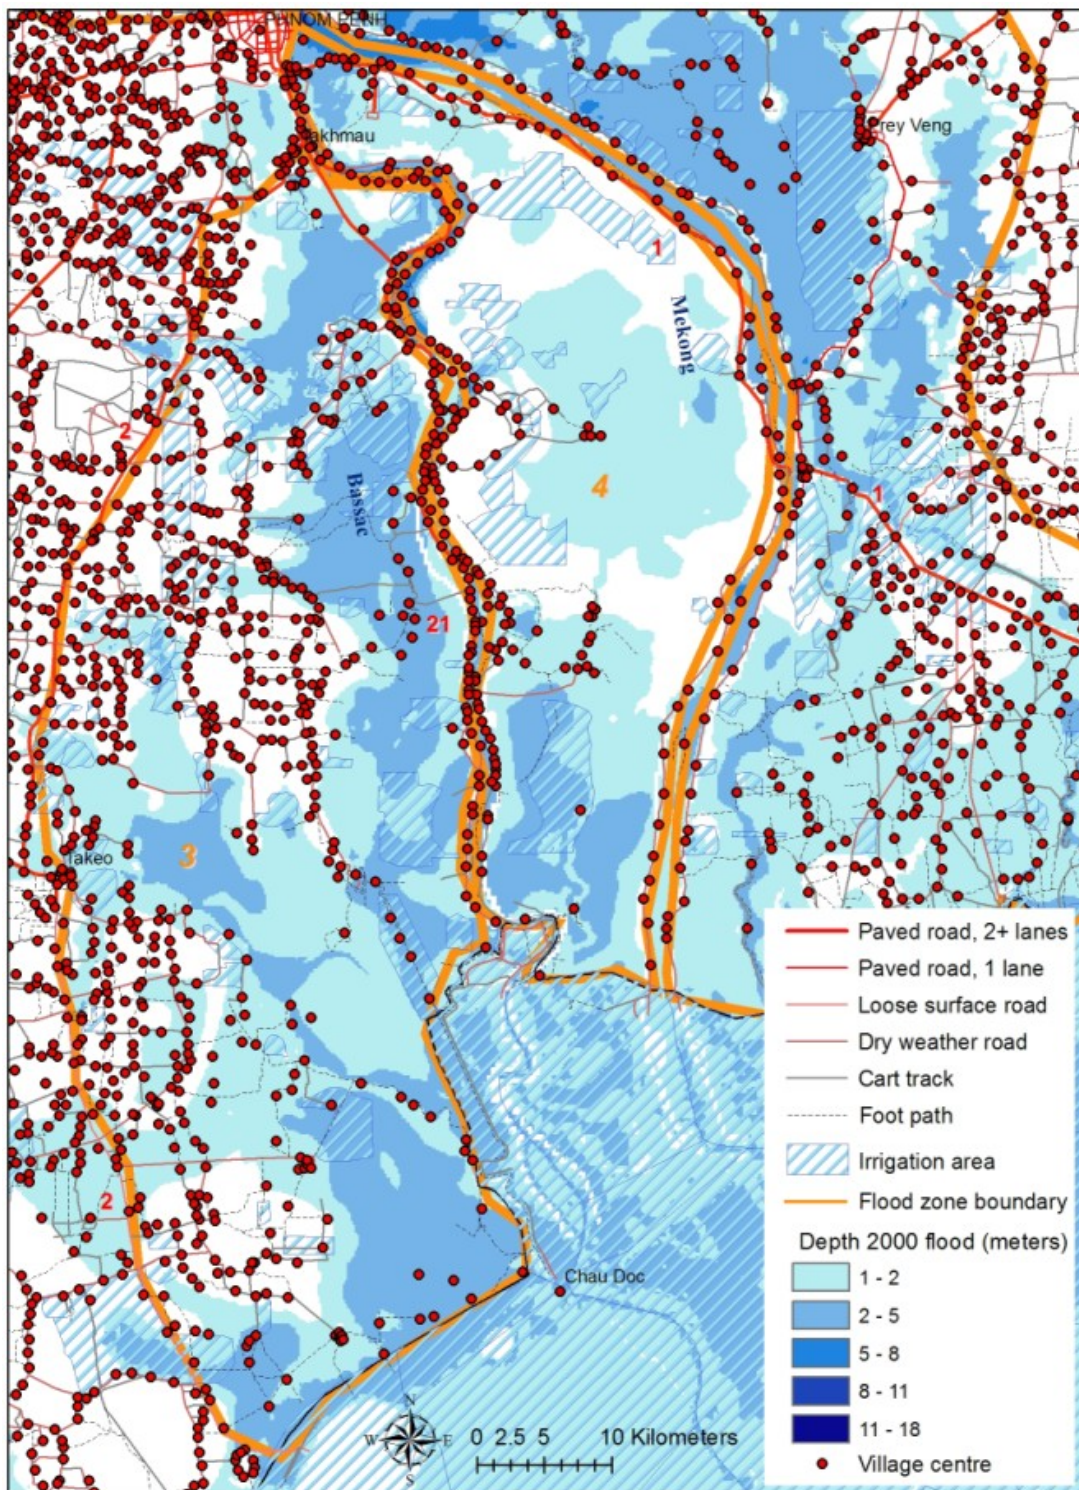 PHNOM PENH
akhmau
Prey Veng
1
Mekong
2
4
Bassac
1
21
3
Takeo
2
Chau Doc
N
W E
S
0 2.5 5 10 Kilometers
Paved road, 2+ lanes
Paved road, 1 lane
Loose surface road
Dry weather road
Cart track
Foot path
Irrigation area
Flood zone boundary
Depth 2000 flood (meters)
1 - 2
2 - 5
5 - 8
8 - 11
11 - 18
Village centre